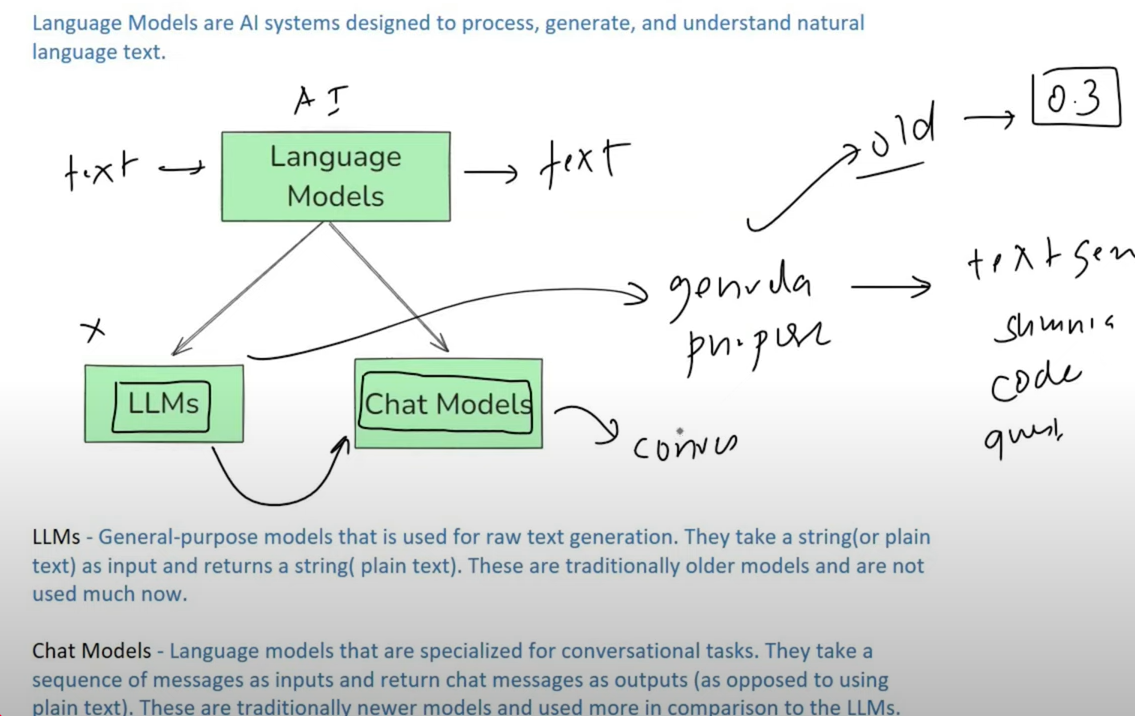 Language Models are AI systems designed to process, generate, and understand natural
language text.
AI
text → Language Models → text
old → 0.3
text gen
code
LLMs
Chat Models
LLMs - General-purpose models that is used for raw text generation. They take a string(or plain
text) as input and returns a string( plain text). These are traditionally older models and are not
used much now.
Chat Models - Language models that are specialized for conversational tasks. They take a
sequence of messages as inputs and return chat messages as outputs (as opposed to using
plain text). These are traditionally newer models and used more in comparison to the LLMs.